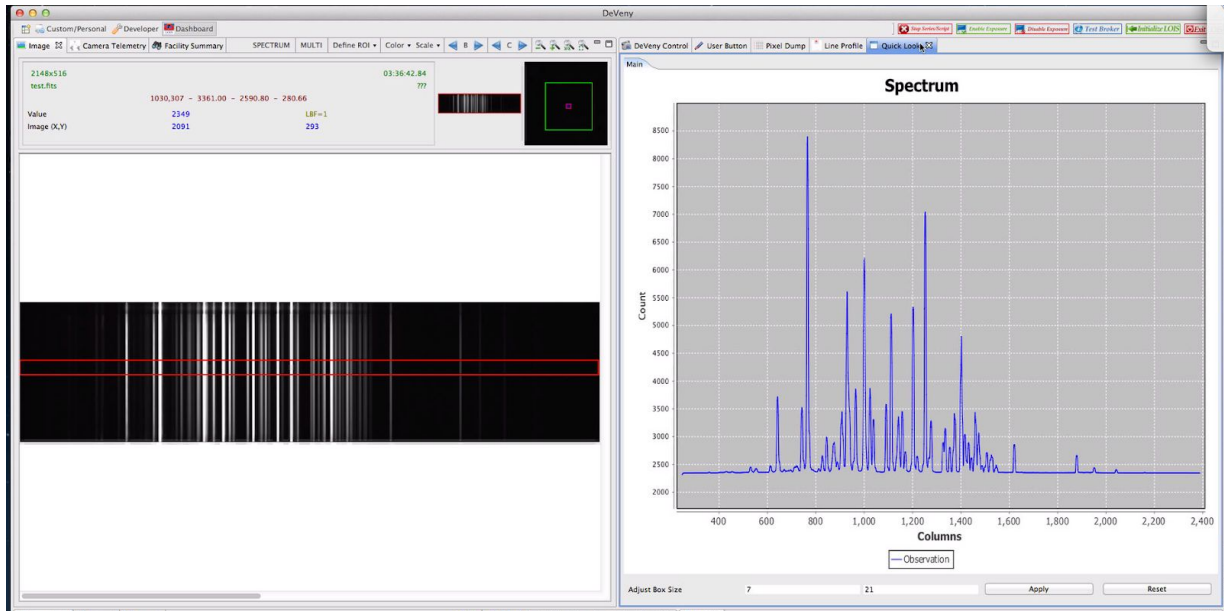 DeVeny
Custom/Personal Developer Dashboard
Stop Series/Script Enable Exposure Disable Exposure Test Broker Initialize LOIS Exit
Image Camera Telemetry Facility Summary SPECTRUM MULTI Define ROI Color Scale B C
DeVeny Control User Button Pixel Dump Line Profile Quick Look
2148x516 03:36:42.84
test.fits ???
1030,307 - 3361.00 - 2590.80 - 280.66
Value 2349 LBF=1
Image (X,Y) 2091 293
Main
Spectrum
8500
8000
7500
7000
6500
6000
5500
5000
4500
4000
3500
3000
2500
2000
Count
400 600 800 1,000 1,200 1,400 1,600 1,800 2,000 2,200 2,400
Columns
Observation
Adjust Box Size 7 21 Apply Reset